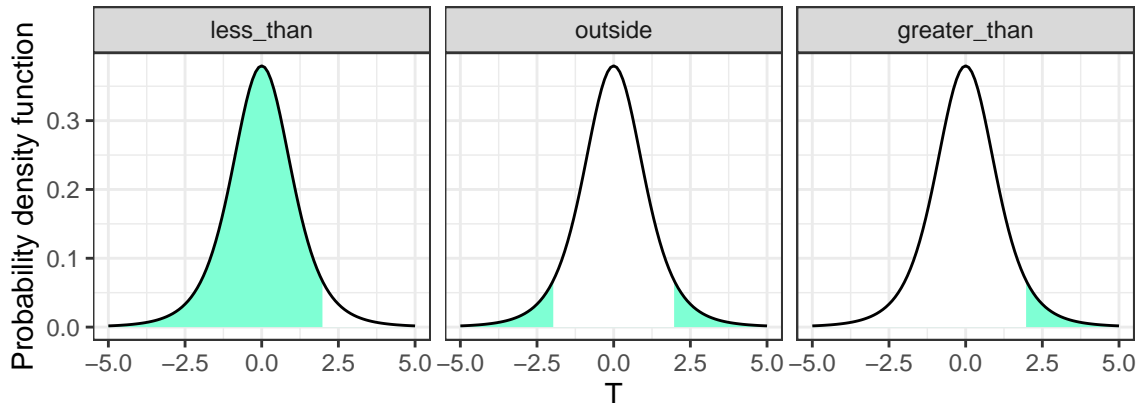 less_than outside greater_than
Probability density function
0.3
0.2
0.1
0.0
−5.0 −2.5 0.0 2.5 5.0 −5.0 −2.5 0.0 2.5 5.0 −5.0 −2.5 0.0 2.5 5.0
T